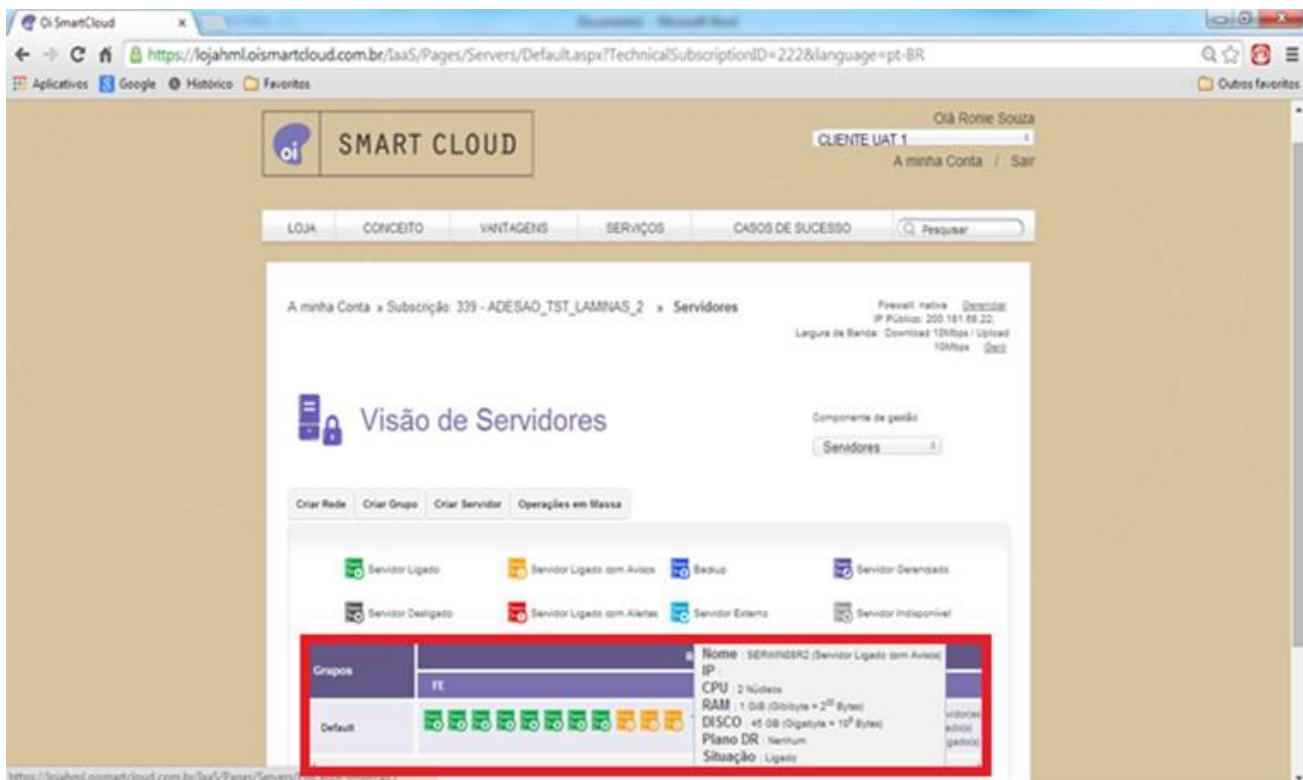 Oi SmartCloud
https://lojahml.oismartcloud.com.br/IaaS/Pages/Servers/Default.aspx?TechnicalSubscriptionID=222&language=pt-BR
Aplicativos Google Histórico Favoritos Outros favoritos
oi SMART CLOUD
Olá Ronie Souza
CLIENTE UAT 1
A minha Conta / Sair
LOJA CONCEITO VANTAGENS SERVIÇOS CASOS DE SUCESSO Pesquisar
A minha Conta » Subscrição: 339 - ADESAO_TST_LAMINAS_2 » Servidores
Firewall: nativa Gerenciar
IP Público: 200.181.68.22;
Largura de Banda: Download 10Mbps / Upload
10Mbps Gerir
Visão de Servidores
Componente de gestão
Servidores
Criar Rede Criar Grupo Criar Servidor Operações em Massa
Servidor Ligado Servidor Ligado com Avisos Backup Servidor Gerenciado
Servidor Desligado Servidor Ligado com Alertas Servidor Externo Servidor Indisponível
Grupos
FE
Default
Nome : SERWIN08R2 (Servidor Ligado com Avisos)
IP :
CPU : 2 Núcleos
RAM : 1 GiB (Gibibyte = 2³⁰ Bytes)
DISCO : 45 GB (Gigabyte = 10⁹ Bytes)
Plano DR : Nenhum
Situação : Ligado